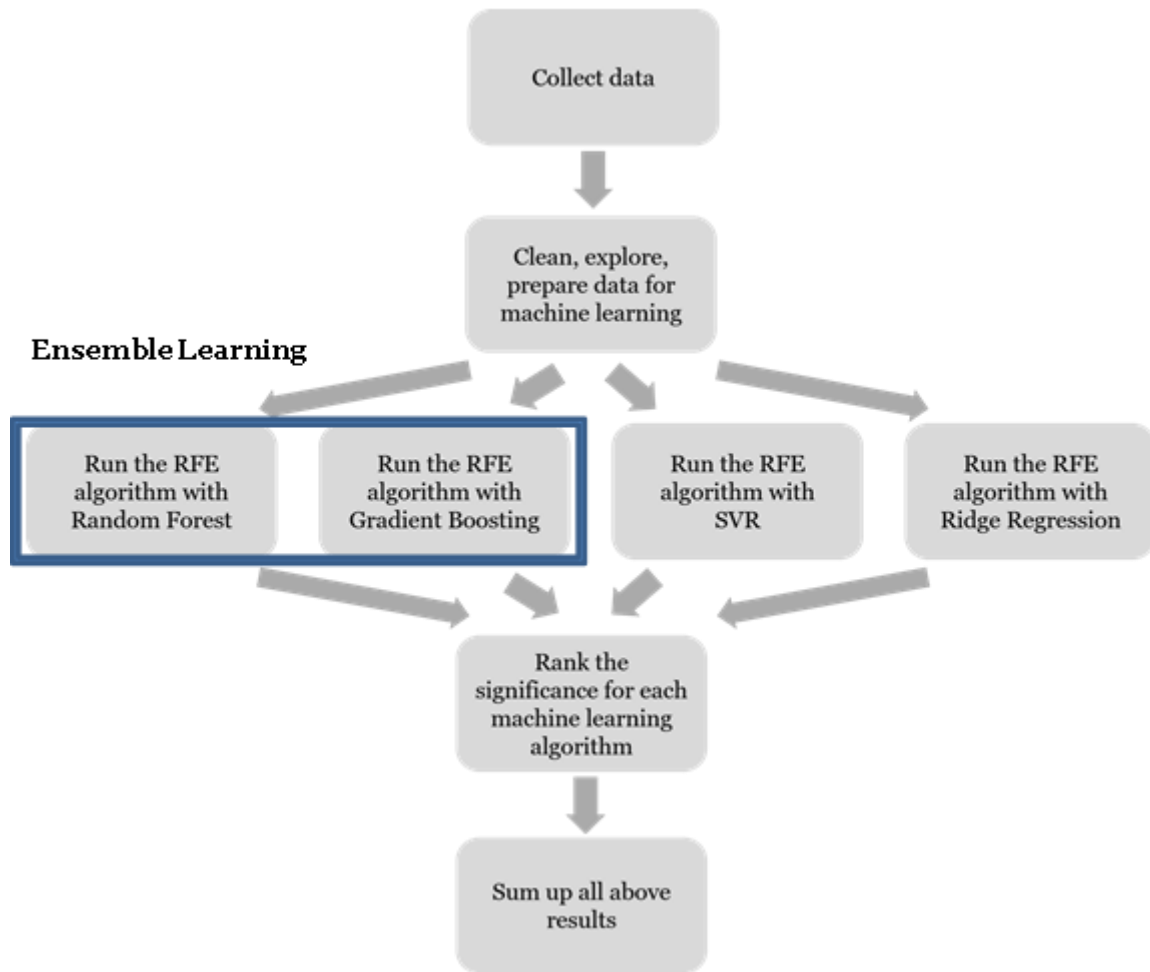 Collect data
Clean, explore,
prepare data for
machine learning
Ensemble Learning
Run the RFE
algorithm with
Random Forest
Run the RFE
algorithm with
Gradient Boosting
Run the RFE
algorithm with
SVR
Run the RFE
algorithm with
Ridge Regression
Rank the
significance for each
machine learning
algorithm
Sum up all above
results